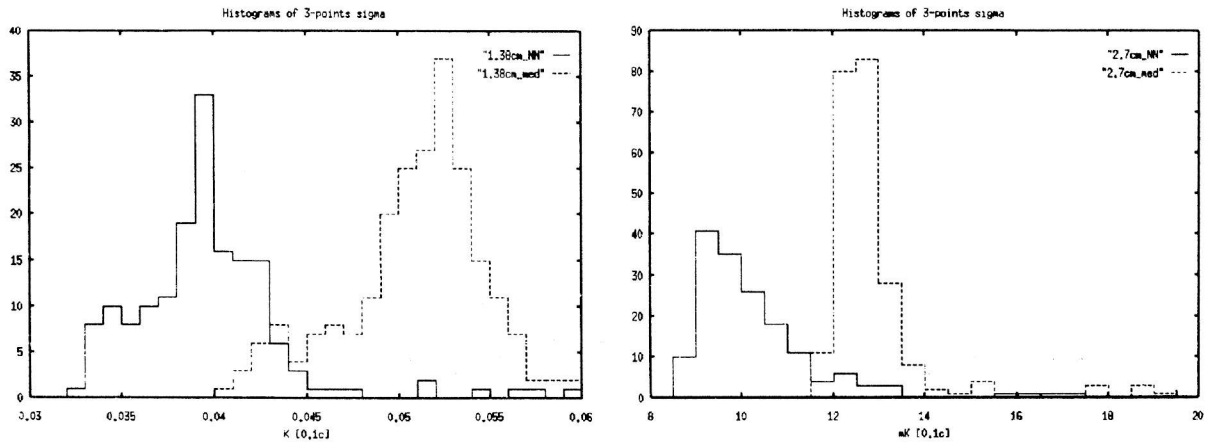 Histograms of 3-points sigma
40
35
30
25
20
15
10
5
0
"1.38cm_NN"
"1.38cm_med"
0.03 0.035 0.04 0.045 0.05 0.055 0.06
K [0.1c]
Histograms of 3-points sigma
90
80
70
60
50
40
30
20
10
0
"2.7cm_NN"
"2.7cm_med"
8 10 12 14 16 18 20
mK [0.1c]